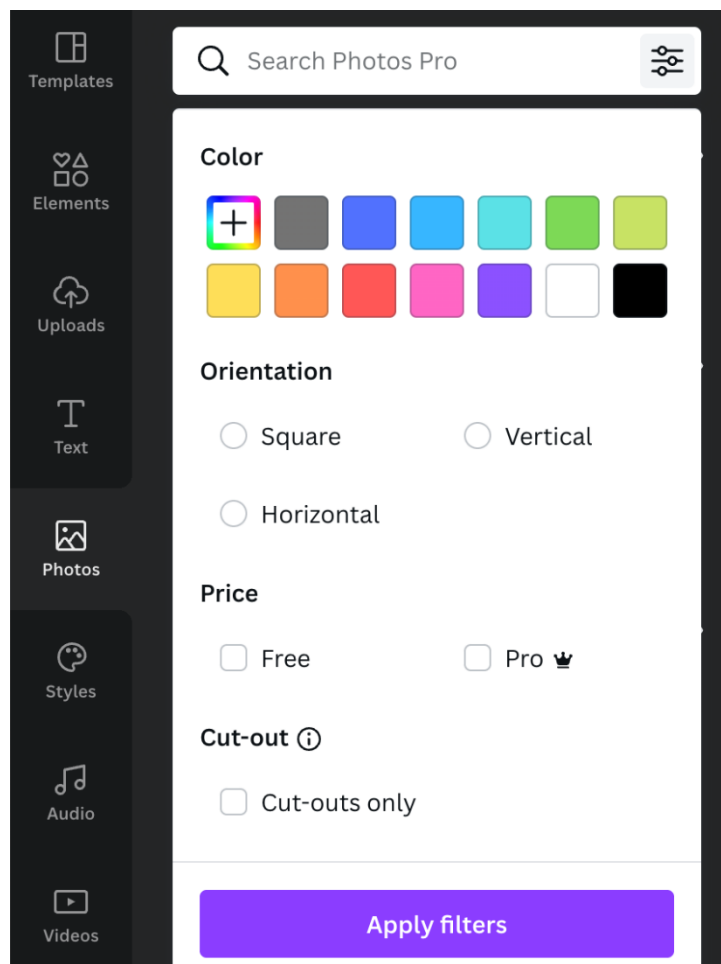 Templates
Elements
Uploads
Text
Photos
Styles
Audio
Videos
Search Photos Pro
Color
Orientation
Square
Vertical
Horizontal
Price
Free
Pro
Cut-out
Cut-outs only
Apply filters